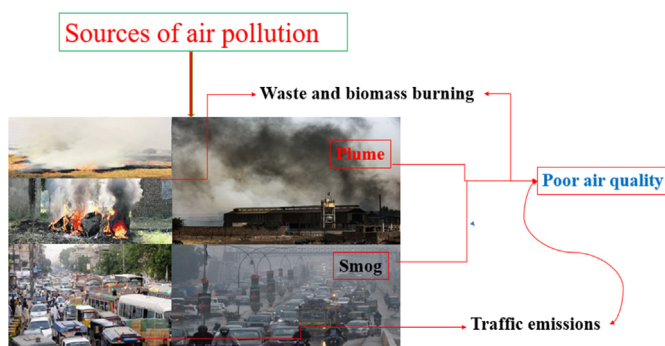 Sources of air pollution
Waste and biomass burning
Plume
Poor air quality
Smog
Traffic emissions